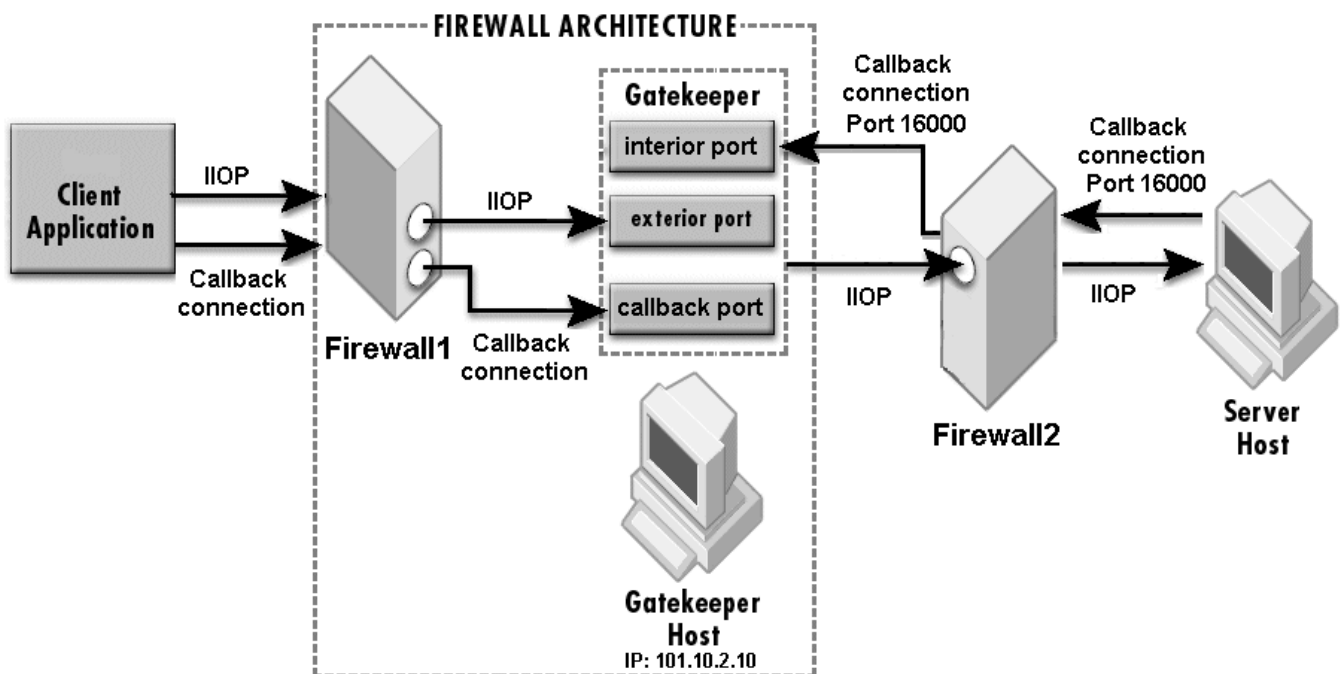 FIREWALL ARCHITECTURE
Client
Application
IIOP
Callback
connection
Firewall1
IIOP
Callback
connection
Gatekeeper
interior port
exterior port
callback port
Gatekeeper
Host
IP: 101.10.2.10
Callback
connection
Port 16000
IIOP
Firewall2
Callback
connection
Port 16000
IIOP
Server
Host